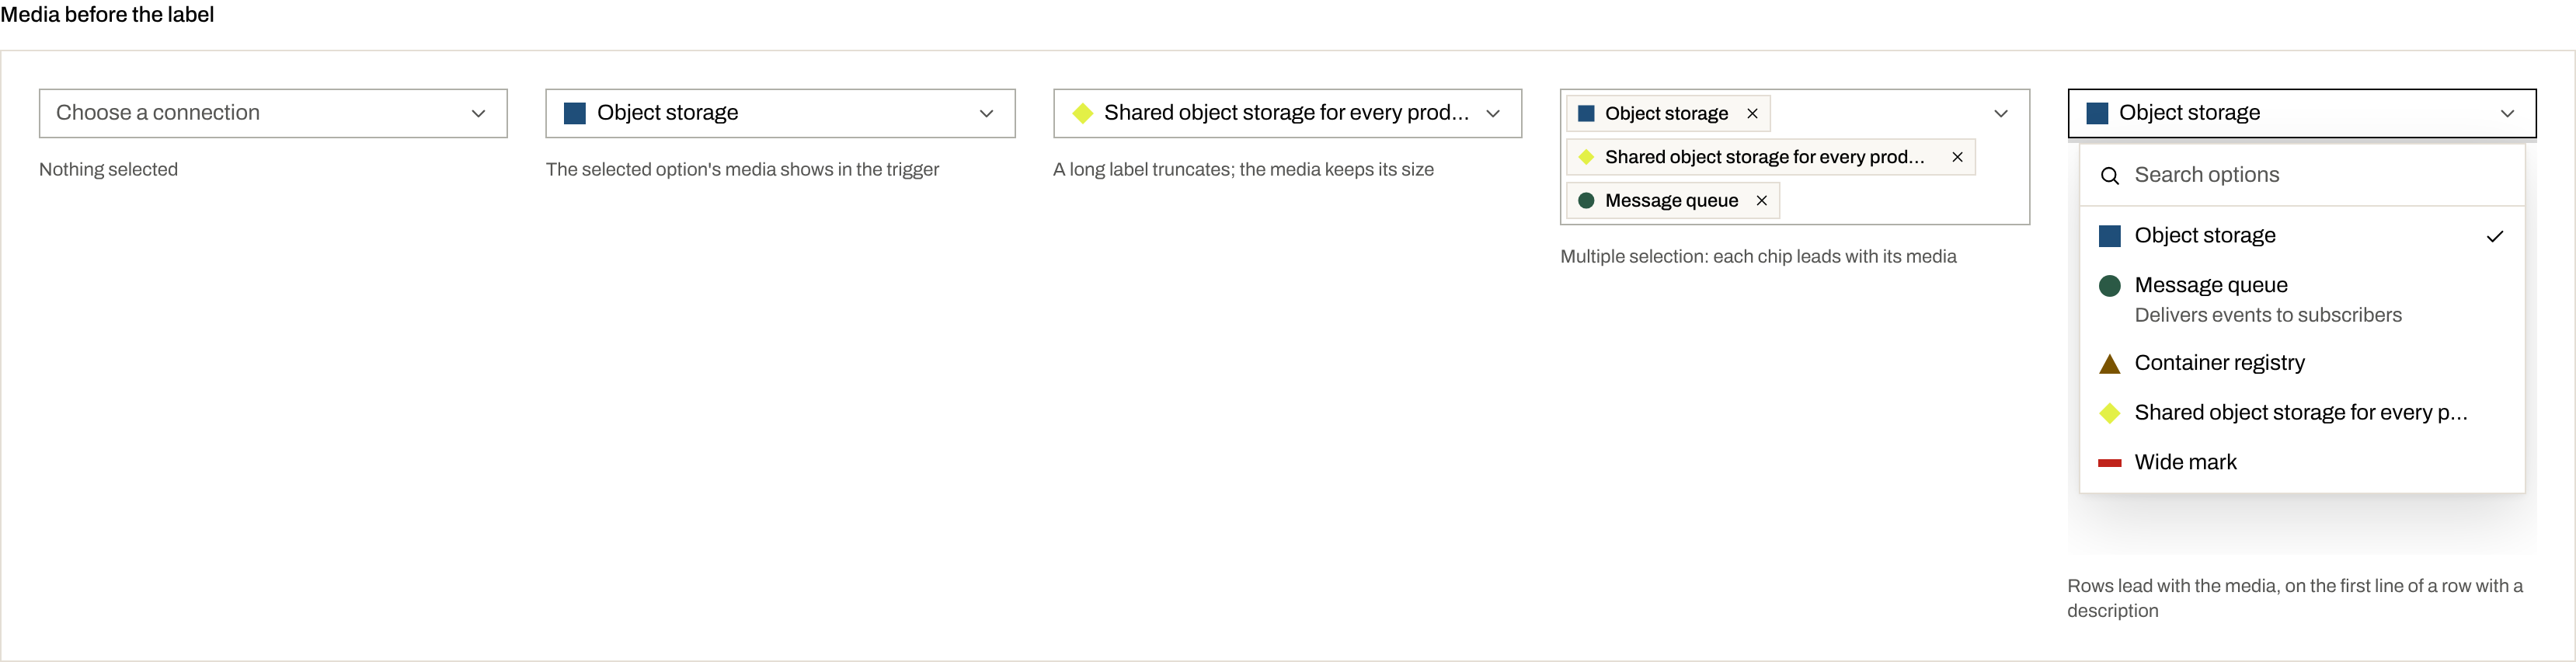 Media before the label
Choose a connection
Nothing selected
Object storage
The selected option's media shows in the trigger
Shared object storage for every prod...
A long label truncates; the media keeps its size
Object storage
Shared object storage for every prod...
Message queue
Multiple selection: each chip leads with its media
Object storage
Search options
Object storage
Message queue
Delivers events to subscribers
Container registry
Shared object storage for every p...
Wide mark
Rows lead with the media, on the first line of a row with a
description